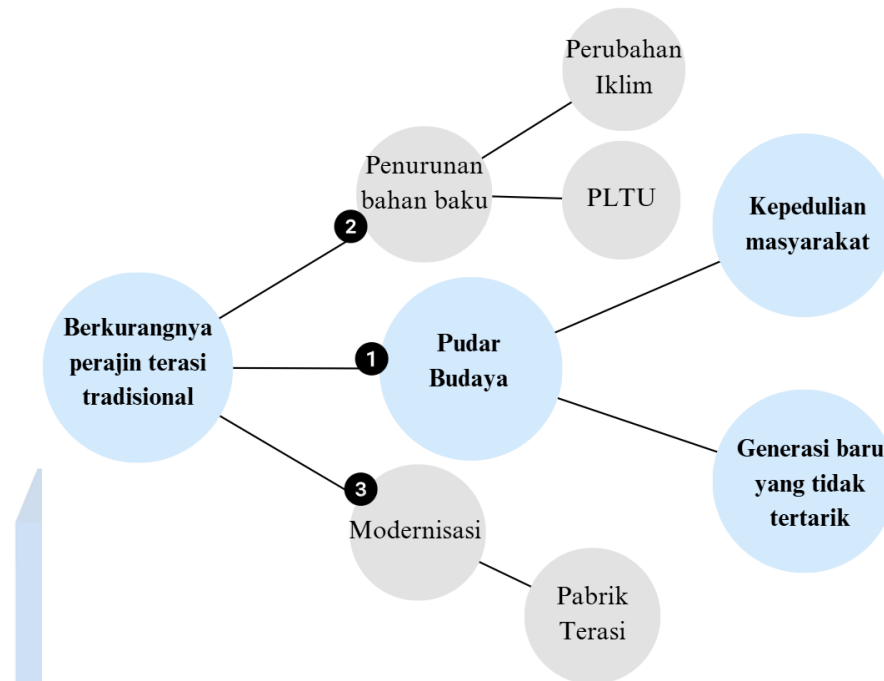 Perubahan
Iklim
Penurunan
bahan baku
PLTU
2
Kepedulian
masyarakat
Berkurangnya
perajin terasi
tradisional
1
Pudar
Budaya
Generasi baru
yang tidak
tertarik
3
Modernisasi
Pabrik
Terasi